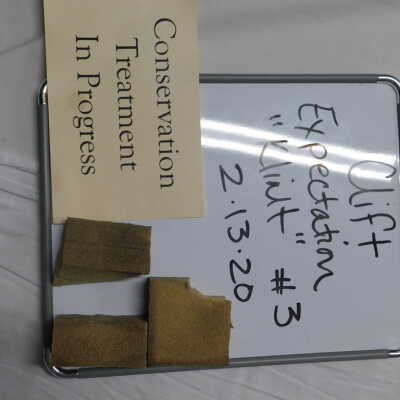 Conservation
Treatment
In Progress
Clift
Expectation
"Klint" #3
2.13.20